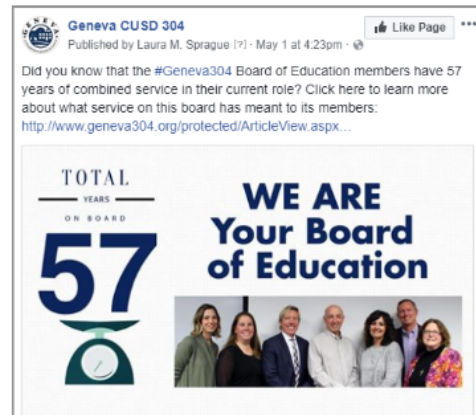 Geneva CUSD 304
Like Page
Published by Laura M. Sprague [?] · May 1 at 4:23pm ·
Did you know that the #Geneva304 Board of Education members have 57
years of combined service in their current role? Click here to learn more
about what service on this board has meant to its members:
http://www.geneva304.org/protected/ArticleView.aspx...
TOTAL
YEARS
ON BOARD
57
WE ARE
Your Board
of Education